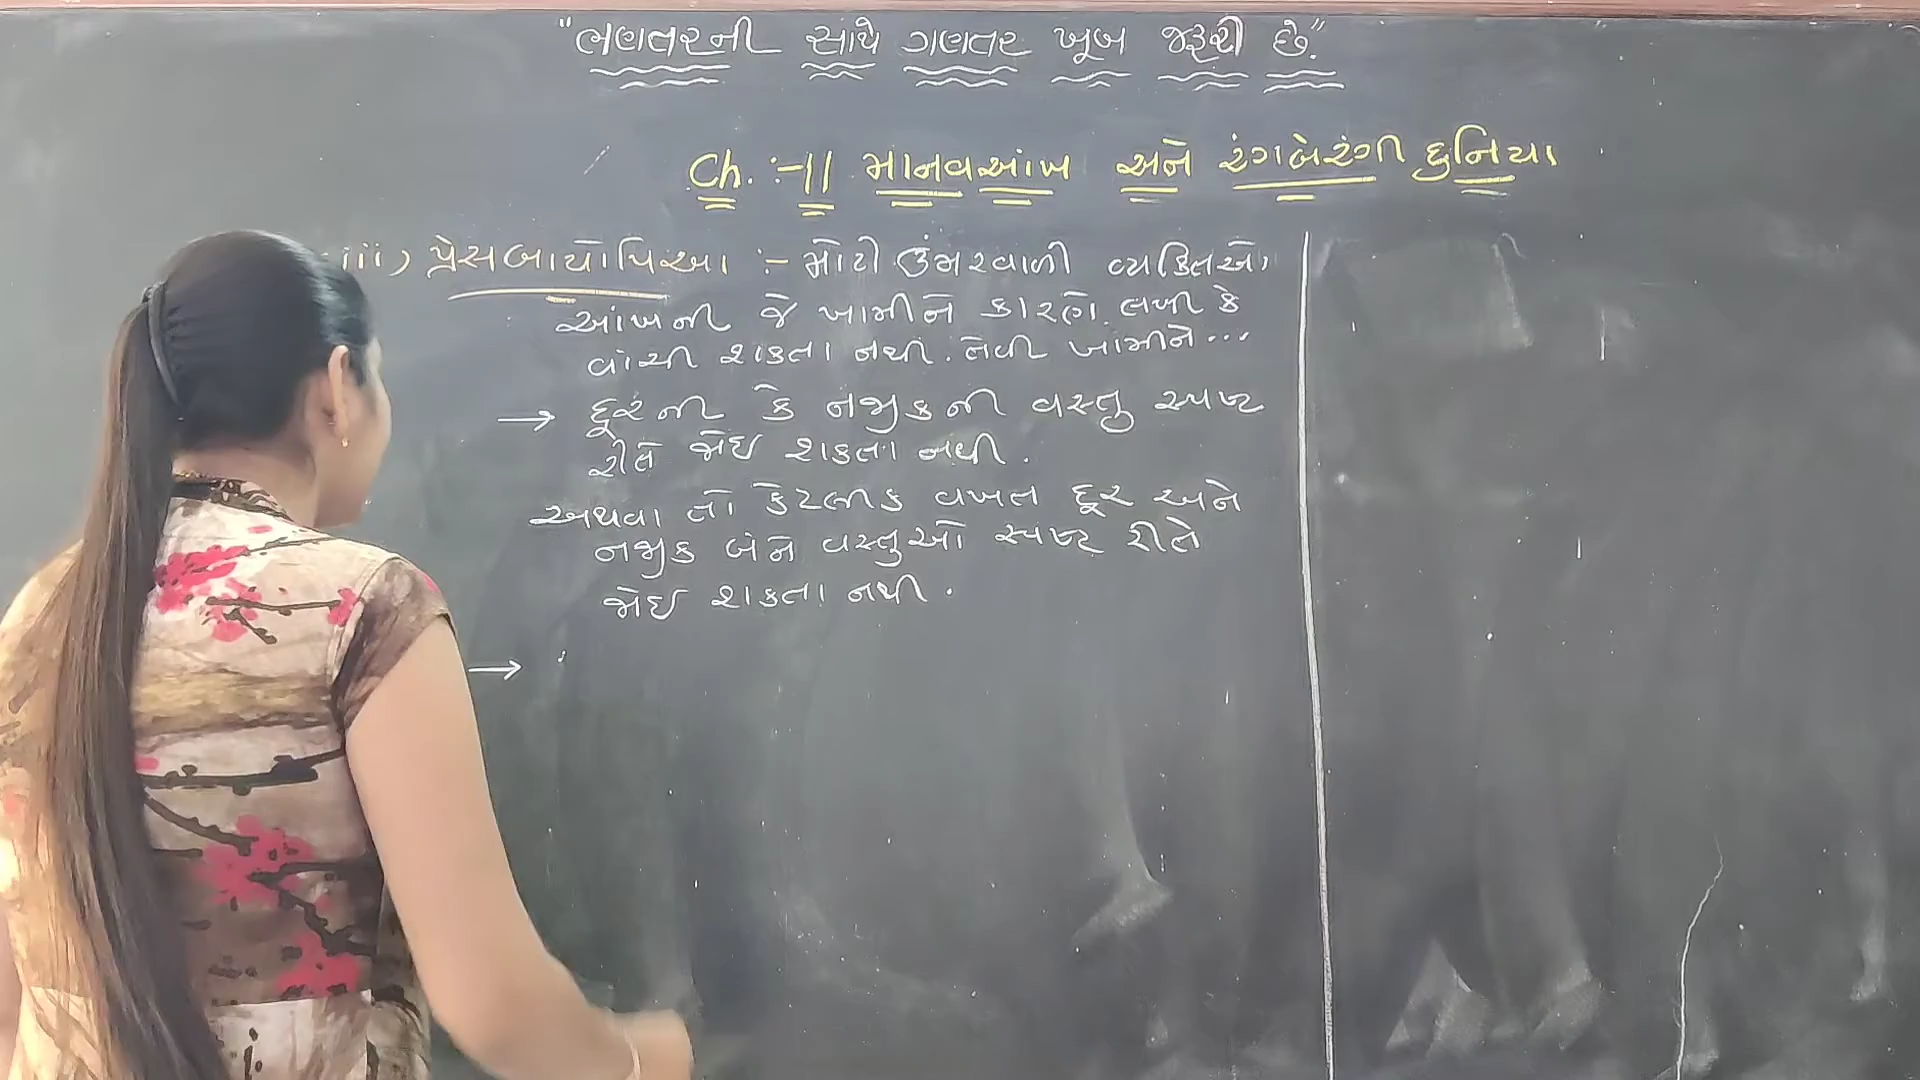 "ભણતરની સાથે ગણતર ખૂબ જરૂરી છે."
Ch. :-11 માનવઆંખ અને રંગબેરંગી દુનિયા
iii) પ્રેસબાયોપિઆ :- મોટી ઉંમરવાળી વ્યક્તિઓ,
આંખની જે ખામીને કારણે લખી કે
વાંચી શકતા નથી. તેવી ખામીને...
→ દૂરની કે નજીકની વસ્તુ સ્પષ્ટ
રીતે જોઈ શકતા નથી.
અથવા તો કેટલીક વખત દૂર અને
નજીક બંને વસ્તુઓ સ્પષ્ટ રીતે
જોઈ શકતા નથી.
→